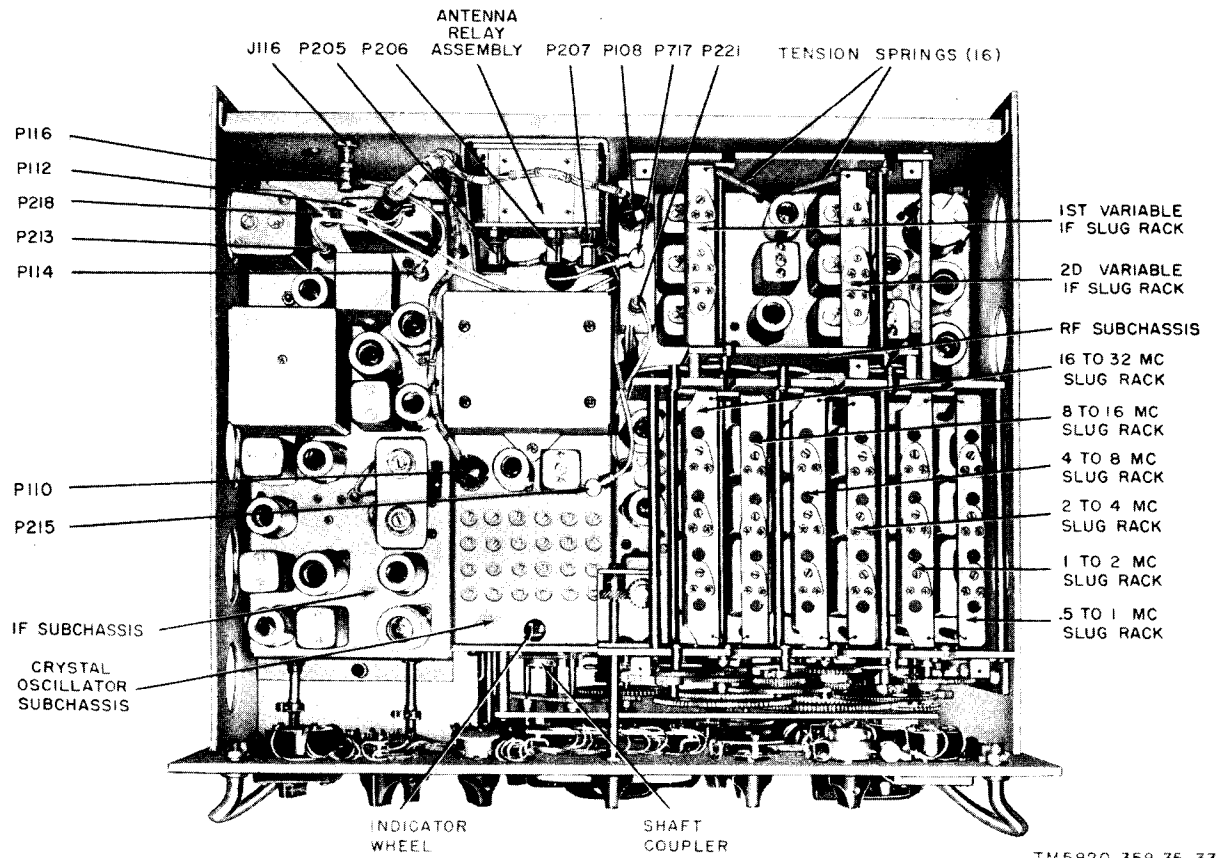 ANTENNA
RELAY
ASSEMBLY
J116 P205 P206
P207 P108 P717 P221
TENSION SPRINGS (16)
P116
P112
P218
P213
P114
P110
P215
IF SUBCHASSIS
CRYSTAL
OSCILLATOR
SUBCHASSIS
1ST VARIABLE
IF SLUG RACK
2D VARIABLE
IF SLUG RACK
RF SUBCHASSIS
16 TO 32 MC
SLUG RACK
8 TO 16 MC
SLUG RACK
4 TO 8 MC
SLUG RACK
2 TO 4 MC
SLUG RACK
1 TO 2 MC
SLUG RACK
.5 TO 1 MC
SLUG RACK
INDICATOR
WHEEL
SHAFT
COUPLER
TM5820-358-35-33